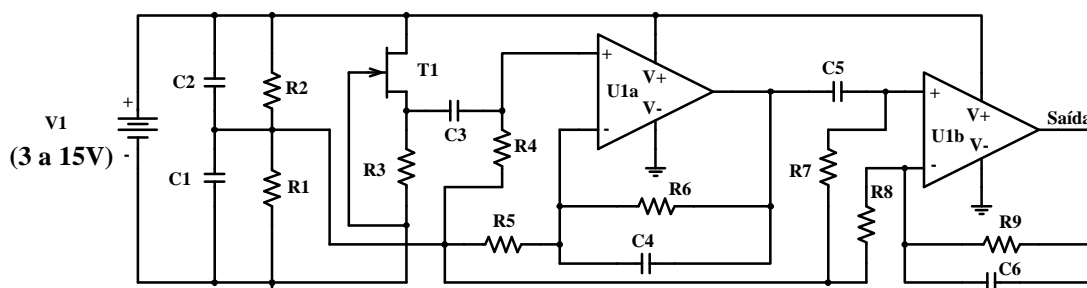 V1
+
-
(3 a 15V)
C2
C1
R2
R1
T1
R3
C3
R4
R5
+
-
V+
U1a
V-
R6
C4
C5
R7
R8
+
-
V+
U1b
V-
Saída
R9
C6